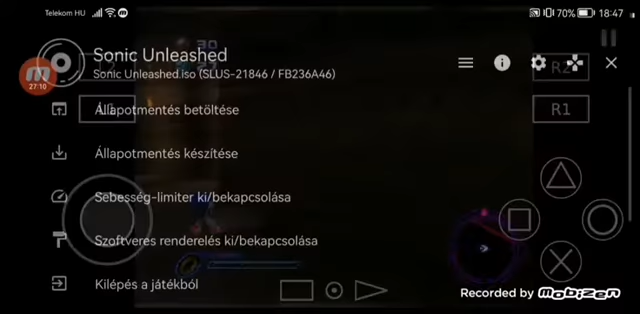 Telekom HU
70%
18:47
30
Sonic Unleashed
Sonic Unleashed.iso (SLUS-21846 / FB236A46)
27:10
R2
Állapotmentés betöltése
R1
Állapotmentés készítése
Sebesség-limiter ki/bekapcsolása
Szoftveres renderelés ki/bekapcsolása
Kilépés a játékból
Recorded by Mobizen